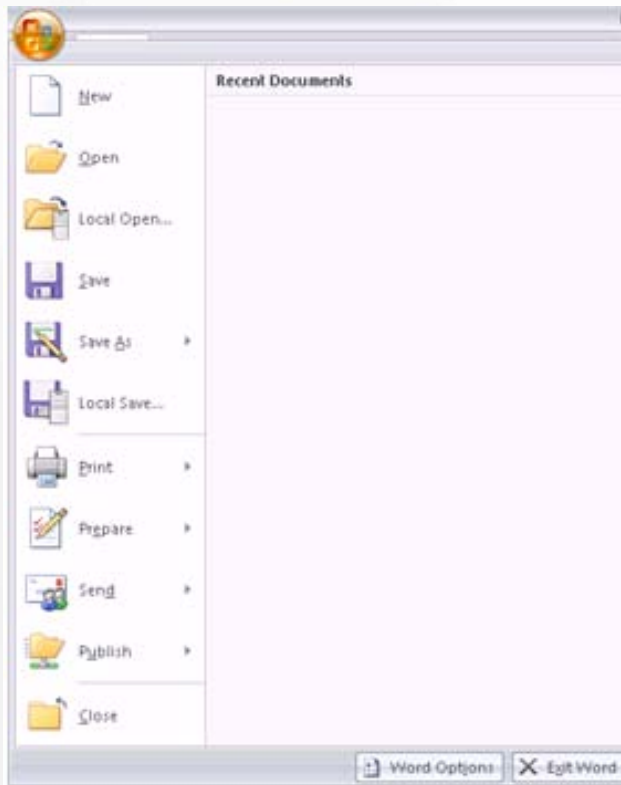 Recent Documents
New
Open
Local Open...
Save
Save As
Local Save...
Print
Prepare
Send
Publish
Close
Word Options
Exit Word